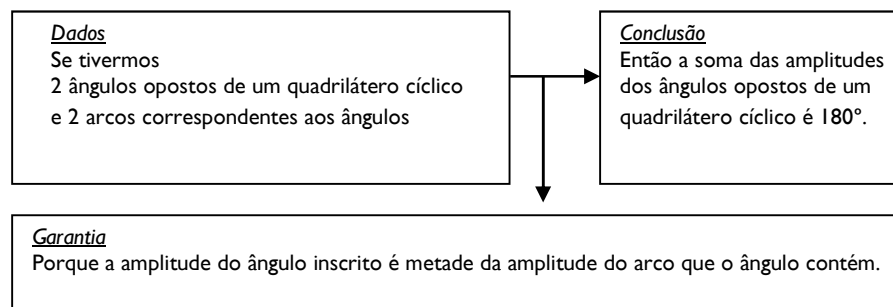 Dados
Se tivermos
2 ângulos opostos de um quadrilátero cíclico
e 2 arcos correspondentes aos ângulos
Conclusão
Então a soma das amplitudes
dos ângulos opostos de um
quadrilátero cíclico é 180º.
Garantia
Porque a amplitude do ângulo inscrito é metade da amplitude do arco que o ângulo contém.